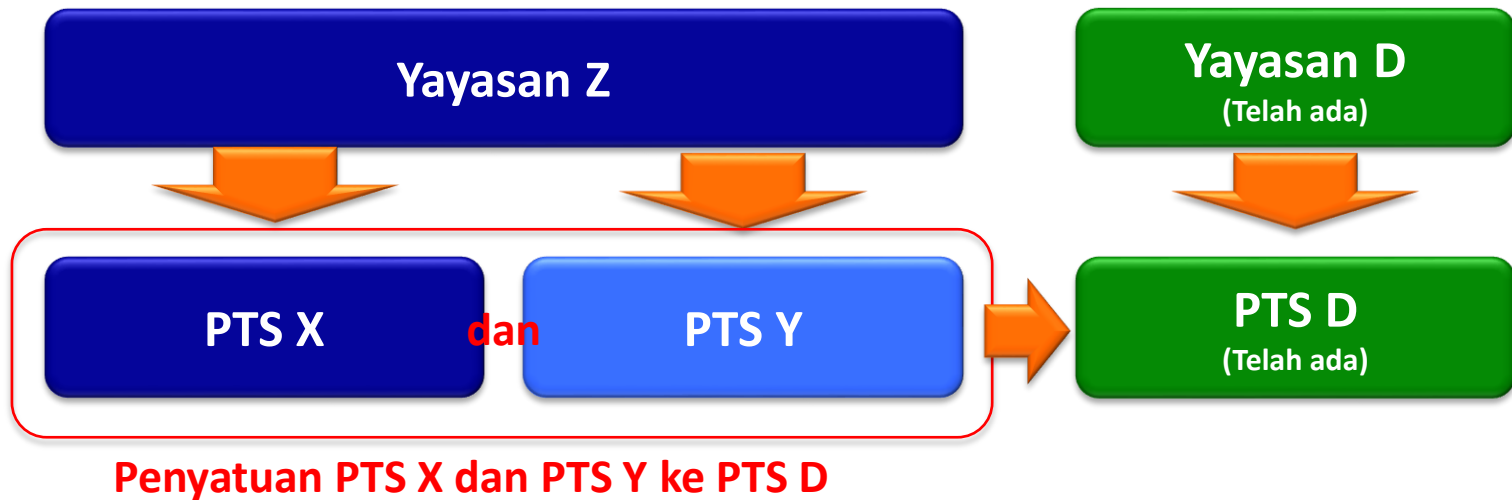 Yayasan Z
Yayasan D
(Telah ada)
PTS X
dan
PTS Y
PTS D
(Telah ada)
Penyatuan PTS X dan PTS Y ke PTS D